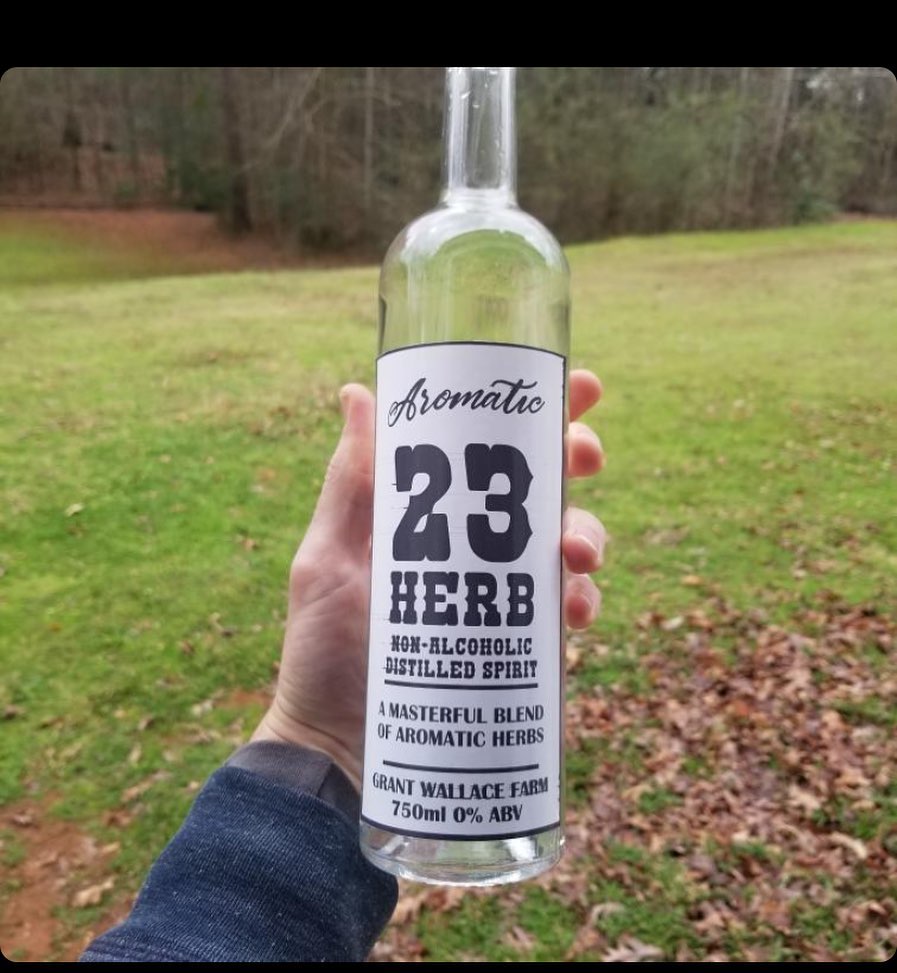 Aromatic
23
HERB
NON-ALCOHOLIC
DISTILLED SPIRIT
A MASTERFUL BLEND
OF AROMATIC HERBS
GRANT WALLACE FARM
750ml 0% ABV